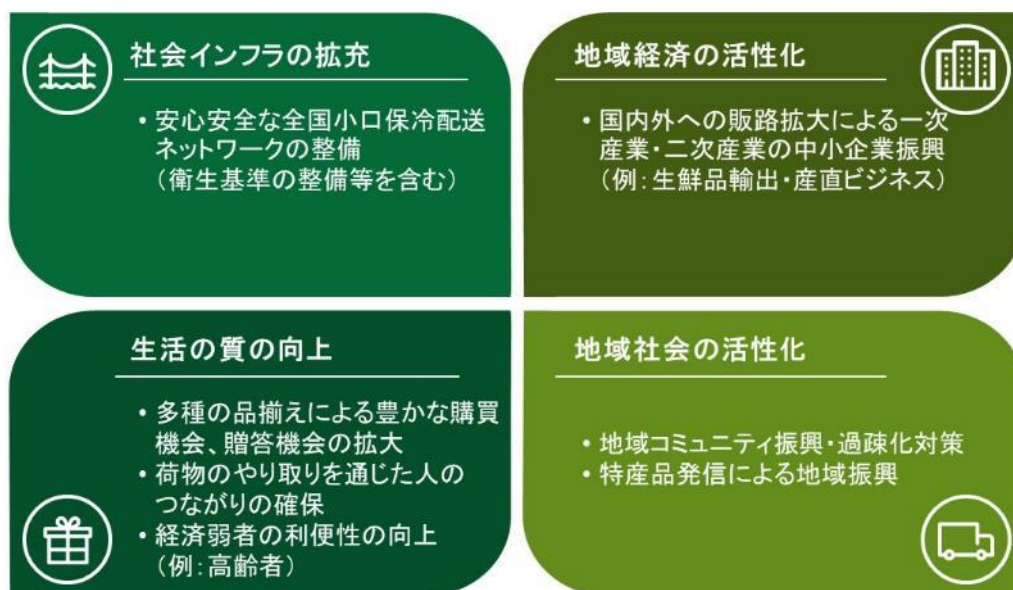 社会インフラの拡充
・安心安全な全国小口保冷配送
ネットワークの整備
（衛生基準の整備等を含む）
地域経済の活性化
・国内外への販路拡大による一次
産業・二次産業の中小企業振興
（例：生鮮品輸出・産直ビジネス）
生活の質の向上
・多種の品揃えによる豊かな購買
機会、贈答機会の拡大
・荷物のやり取りを通じた人の
つながりの確保
・経済弱者の利便性の向上
（例：高齢者）
地域社会の活性化
・地域コミュニティ振興・過疎化対策
・特産品発信による地域振興